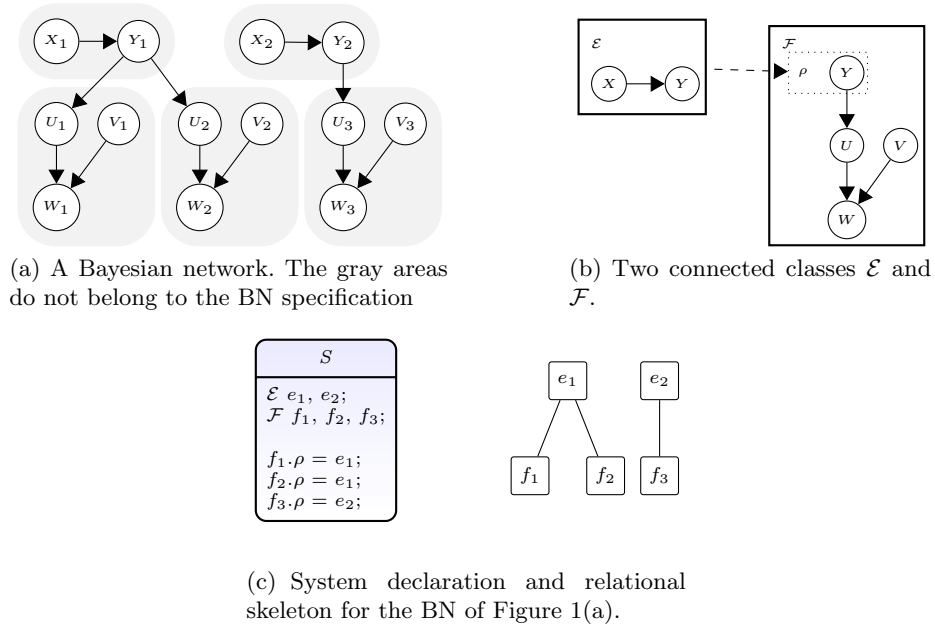 X₁ Y₁ X₂ Y₂
U₁ V₁ U₂ V₂ U₃ V₃
W₁ W₂ W₃
(a) A Bayesian network. The gray areas
do not belong to the BN specification
ℰ
X Y
ℱ
ρ Y
U V
W
(b) Two connected classes ℰ and
ℱ.
S
ℰ e₁, e₂;
ℱ f₁, f₂, f₃;
f₁.ρ = e₁;
f₂.ρ = e₁;
f₃.ρ = e₂;
e₁ e₂
f₁ f₂ f₃
(c) System declaration and relational
skeleton for the BN of Figure 1(a).